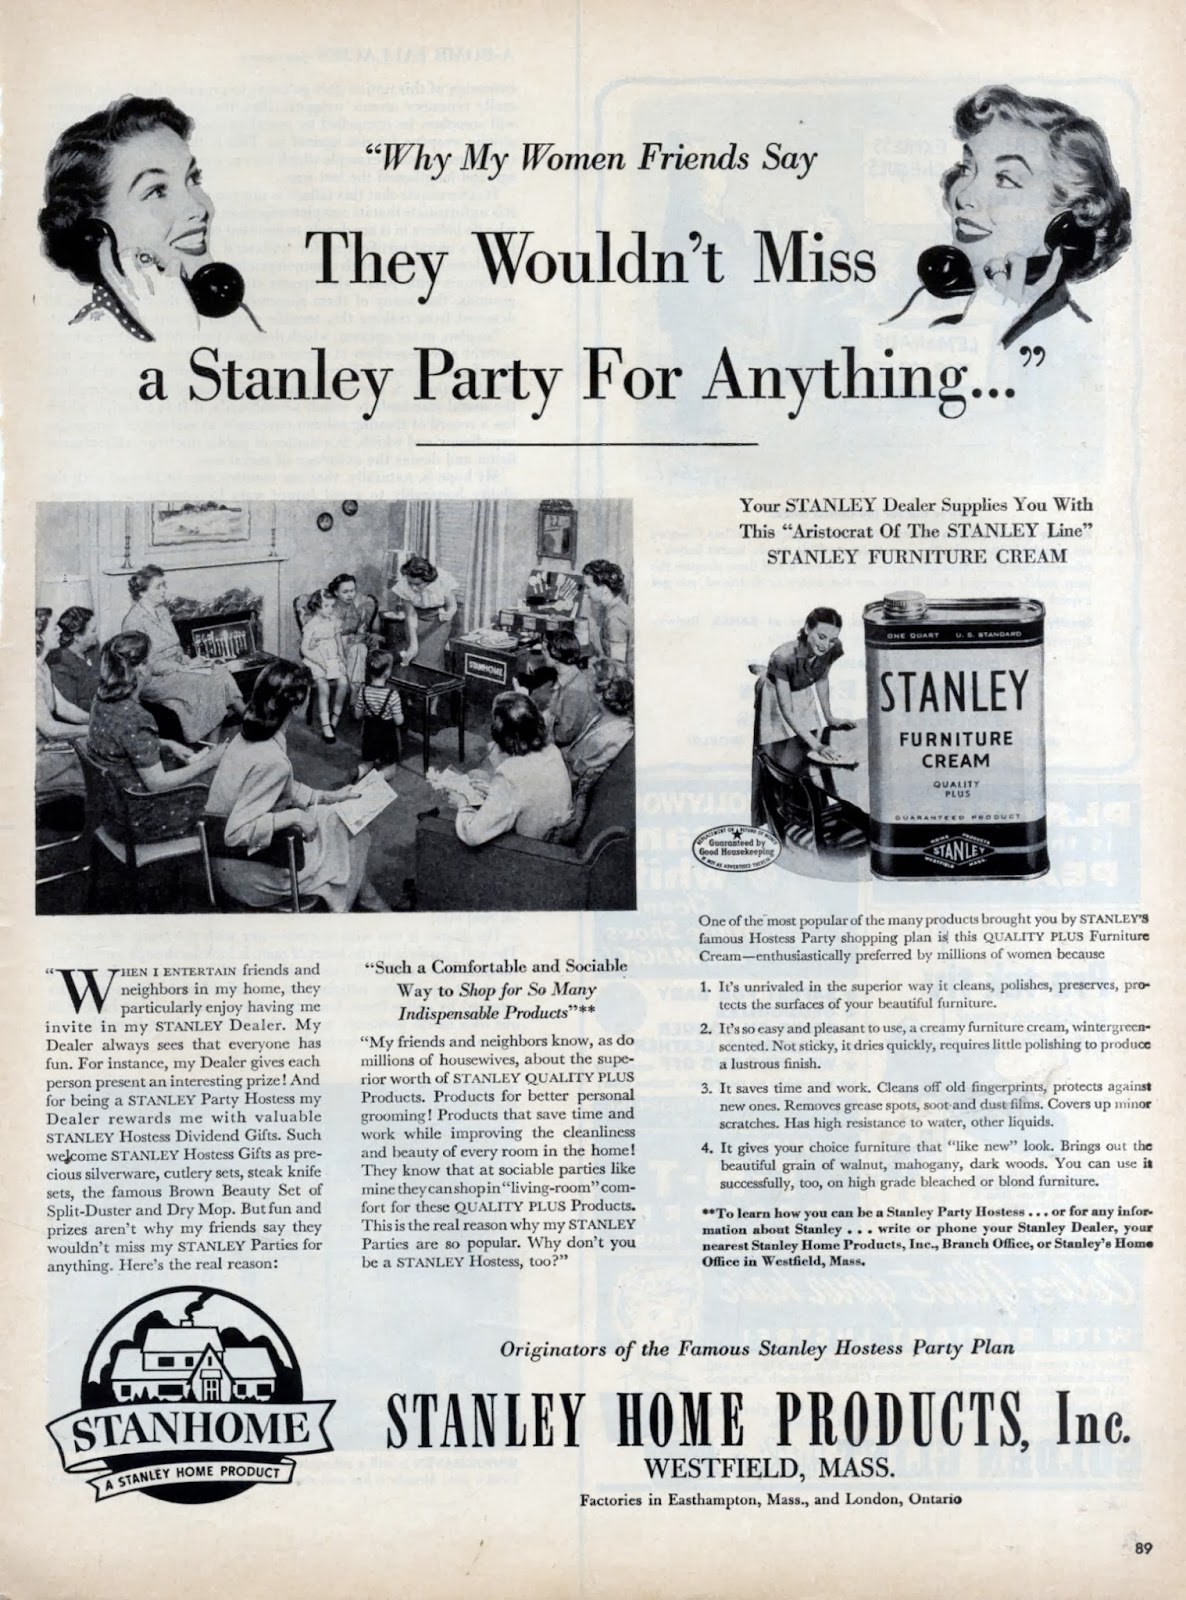 “Why My Women Friends Say
They Wouldn’t Miss
a Stanley Party For Anything...”
STANHOME
“WHEN I ENTERTAIN friends and
neighbors in my home, they
particularly enjoy having me
invite in my STANLEY Dealer. My
Dealer always sees that everyone has
fun. For instance, my Dealer gives each
person present an interesting prize! And
for being a STANLEY Party Hostess my
Dealer rewards me with valuable
STANLEY Hostess Dividend Gifts. Such
welcome STANLEY Hostess Gifts as pre-
cious silverware, cutlery sets, steak knife
sets, the famous Brown Beauty Set of
Split-Duster and Dry Mop. But fun and
prizes aren’t why my friends say they
wouldn’t miss my STANLEY Parties for
anything. Here’s the real reason:
“Such a Comfortable and Sociable
Way to Shop for So Many
Indispensable Products”**
“My friends and neighbors know, as do
millions of housewives, about the supe-
rior worth of STANLEY QUALITY PLUS
Products. Products for better personal
grooming! Products that save time and
work while improving the cleanliness
and beauty of every room in the home!
They know that at sociable parties like
mine they can shop in “living-room” com-
fort for these QUALITY PLUS Products.
This is the real reason why my STANLEY
Parties are so popular. Why don’t you
be a STANLEY Hostess, too?”
Your STANLEY Dealer Supplies You With
This “Aristocrat Of The STANLEY Line”
STANLEY FURNITURE CREAM
ONE QUART U. S. STANDARD
STANLEY
FURNITURE
CREAM
QUALITY
PLUS
GUARANTEED PRODUCT
HOME PRODUCTS
STANLEY
WESTFIELD MASS.
REPLACEMENT OR REFUND OF MONEY
Guaranteed by
Good Housekeeping
IF NOT AS ADVERTISED THEREIN
One of the most popular of the many products brought you by STANLEY’S
famous Hostess Party shopping plan is this QUALITY PLUS Furniture
Cream—enthusiastically preferred by millions of women because
1. It’s unrivaled in the superior way it cleans, polishes, preserves, pro-
tects the surfaces of your beautiful furniture.
2. It’s so easy and pleasant to use, a creamy furniture cream, wintergreen-
scented. Not sticky, it dries quickly, requires little polishing to produce
a lustrous finish.
3. It saves time and work. Cleans off old fingerprints, protects against
new ones. Removes grease spots, soot and dust films. Covers up minor
scratches. Has high resistance to water, other liquids.
4. It gives your choice furniture that “like new” look. Brings out the
beautiful grain of walnut, mahogany, dark woods. You can use it
successfully, too, on high grade bleached or blond furniture.
**To learn how you can be a Stanley Party Hostess . . . or for any infor-
mation about Stanley . . . write or phone your Stanley Dealer, your
nearest Stanley Home Products, Inc., Branch Office, or Stanley’s Home
Office in Westfield, Mass.
STANHOME
A STANLEY HOME PRODUCT
Originators of the Famous Stanley Hostess Party Plan
STANLEY HOME PRODUCTS, Inc.
WESTFIELD, MASS.
Factories in Easthampton, Mass., and London, Ontario
89